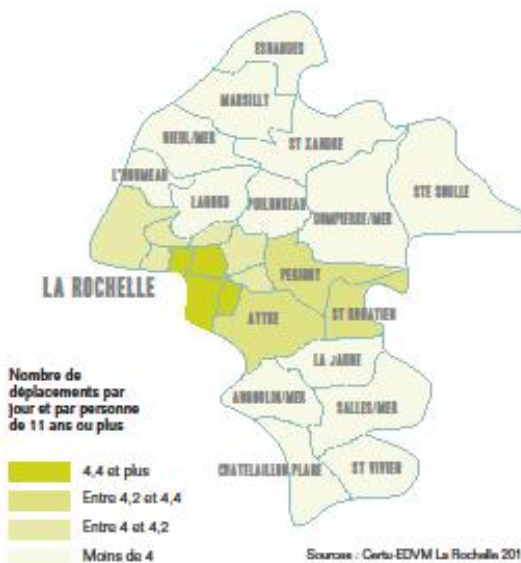 ESNANDES
MARSILLY
NIEUL/MER
ST XANDRE
L'HOUMEAU
LAGORD
PUILBOREAU
DOMPIERRE/MER
STE SOULLE
LA ROCHELLE
PERIGNY
AYTRE
ST ROGATIEN
LA JARNE
ANGOULIN/MER
SALLES/MER
CHATELAILLON PLAGE
ST VIVIEN
Nombre de
déplacements par
jour et par personne
de 11 ans ou plus
4,4 et plus
Entre 4,2 et 4,4
Entre 4 et 4,2
Moins de 4
Sources : Certu-EDVM La Rochelle 201